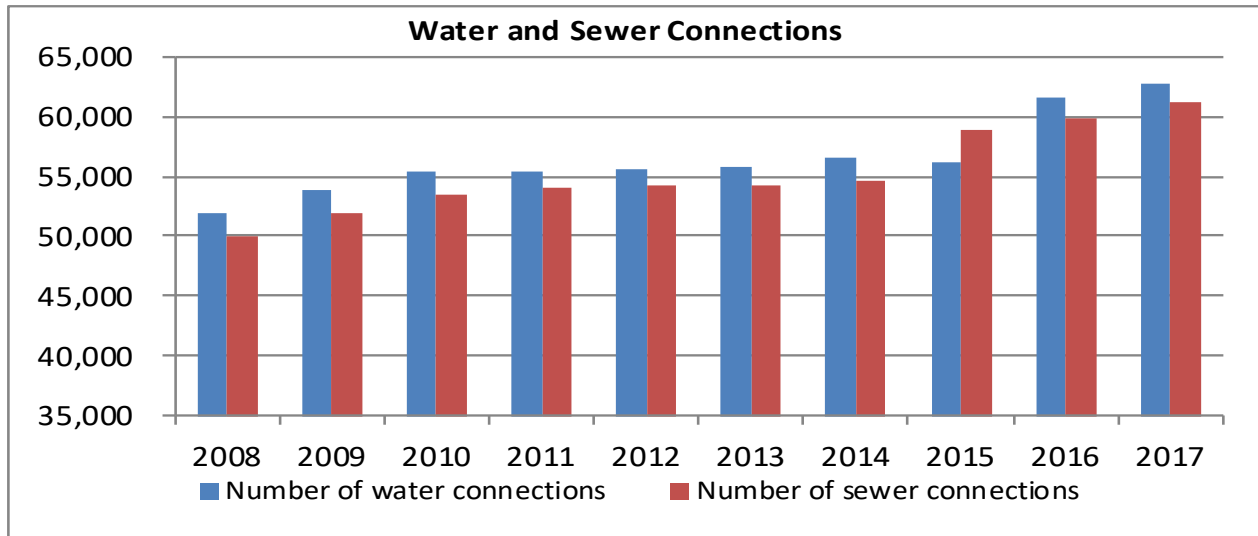 Water and Sewer Connections
65,000
60,000
55,000
50,000
45,000
40,000
35,000
2008 2009 2010 2011 2012 2013 2014 2015 2016 2017
Number of water connections Number of sewer connections